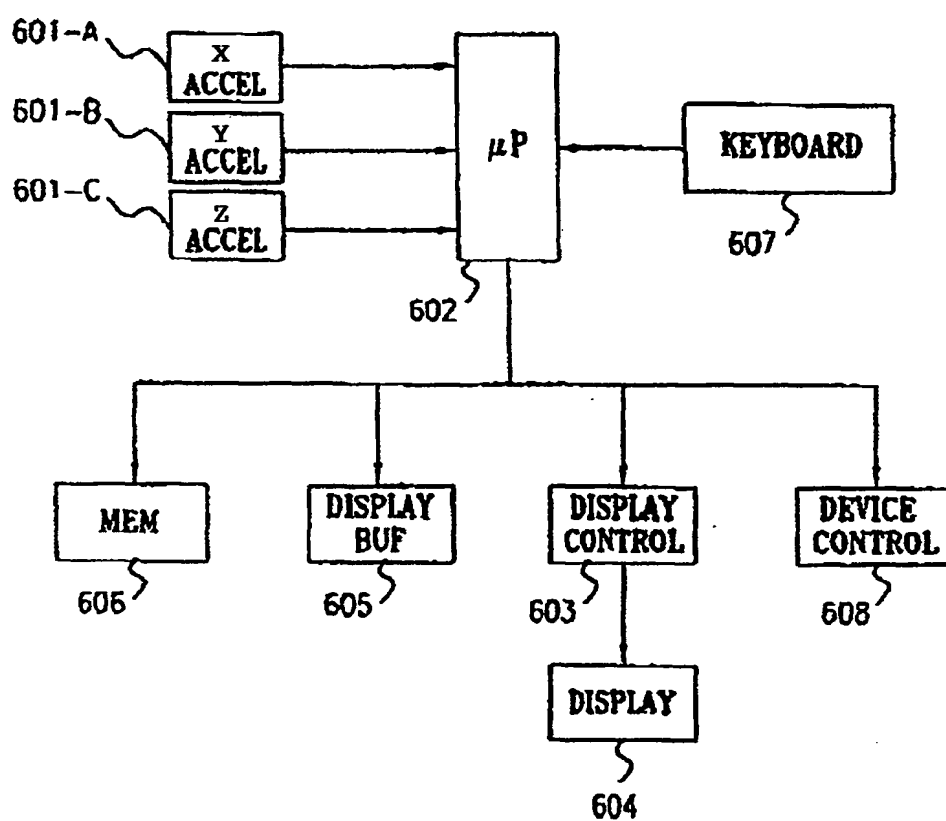 601-A
X
ACCEL
601-B
Y
ACCEL
601-C
Z
ACCEL
μP
602
KEYBOARD
607
MEM
606
DISPLAY
BUF
605
DISPLAY
CONTROL
603
DEVICE
CONTROL
608
DISPLAY
604